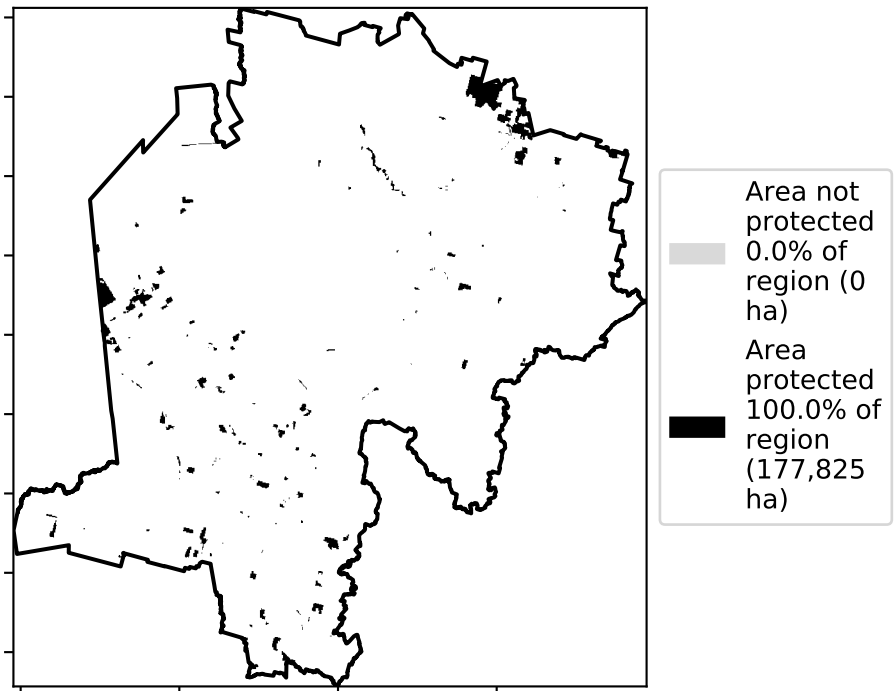 Area not
protected
0.0% of
region (0
ha)
Area
protected
100.0% of
region
(177,825
ha)